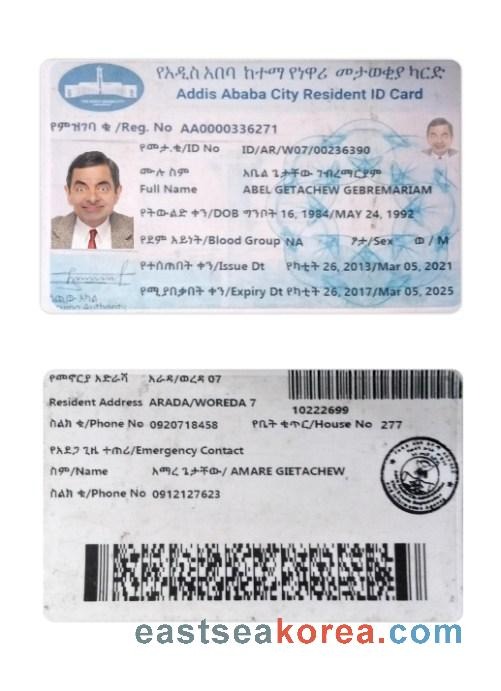 የአዲስ አበባ ከተማ የነዋሪ መታወቂያ ካርድ
Addis Ababa City Resident ID Card
የምዝገባ ቁ /Reg. No AA0000336271
የመታ.ቁ/ID No ID/AR/W07/00236390
ሙሉ ስም አቤል ጌታቸው ገብረማርያም
Full Name ABEL GETACHEW GEBREMARIAM
የትውልድ ቀን/DOB ግንቦት 16, 1984/MAY 24, 1992
የደም አይነት/Blood Group NA ፆታ/Sex ወ / M
የተሰጠበት ቀን/Issue Dt የካቲት 26, 2013/Mar 05, 2021
የሚያበቃበት ቀን/Expiry Dt የካቲት 26, 2017/Mar 05, 2025
Authority
የመኖርያ አድራሻ አራዳ/ወረዳ 07
Resident Address ARADA/WOREDA 7
10222699
ስልክ ቁ/Phone No 0920718458 የቤት ቁጥር/House No 277
የአደጋ ጊዜ ተጠሪ/Emergency Contact
ስም/Name አማረ ጌታቸው/ AMARE GIETACHEW
ስልክ ቁ/Phone No 0912127623
eastseakorea.com